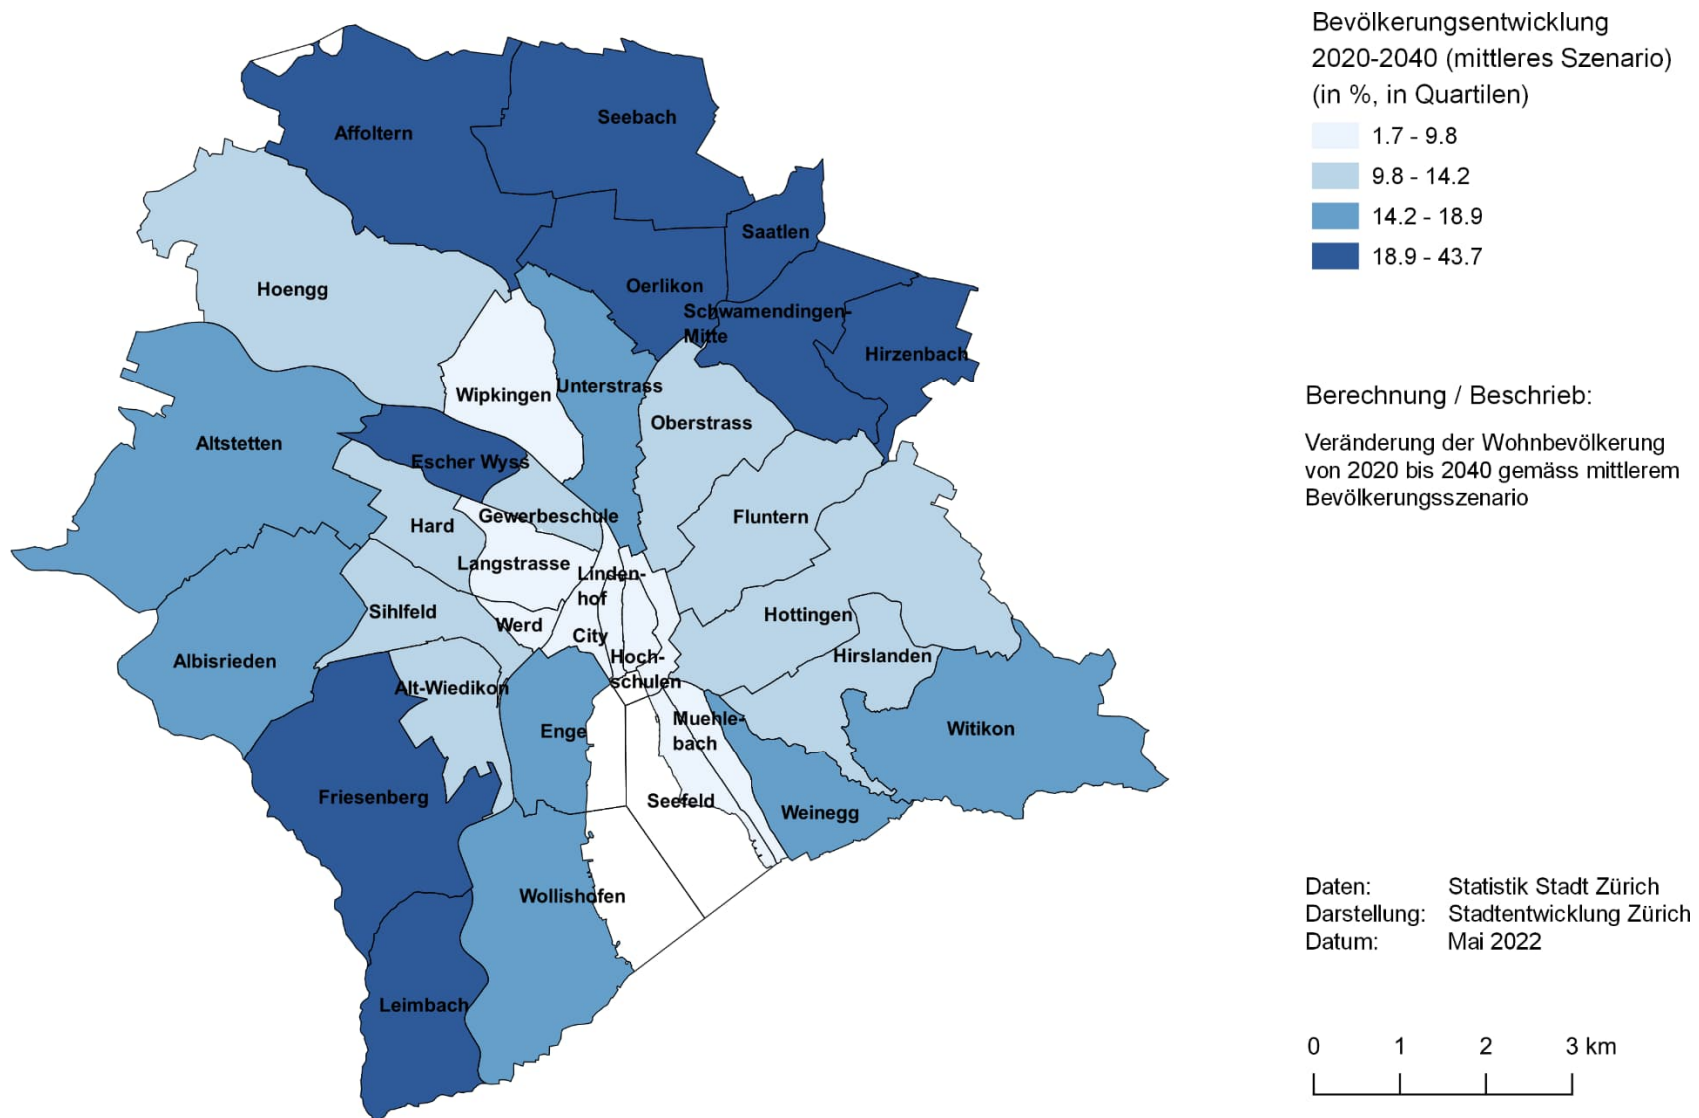 Bevölkerungsentwicklung
2020-2040 (mittleres Szenario)
(in %, in Quartilen)
1.7 - 9.8
9.8 - 14.2
14.2 - 18.9
18.9 - 43.7
Berechnung / Beschrieb:
Veränderung der Wohnbevölkerung
von 2020 bis 2040 gemäss mittlerem
Bevölkerungsszenario
Daten: Statistik Stadt Zürich
Darstellung: Stadtentwicklung Zürich
Datum: Mai 2022
0 1 2 3 km
Affoltern
Seebach
Saatlen
Hoengg
Oerlikon
Schwamendingen-
Mitte
Hirzenbach
Wipkingen
Unterstrass
Oberstrass
Altstetten
Escher Wyss
Gewerbeschule
Hard
Fluntern
Langstrasse
Linden-
hof
Sihlfeld
Werd
City
Hottingen
Albisrieden
Hoch-
schulen
Hirslanden
Alt-Wiedikon
Enge
Muehle-
bach
Witikon
Friesenberg
Seefeld
Weinegg
Wollishofen
Leimbach